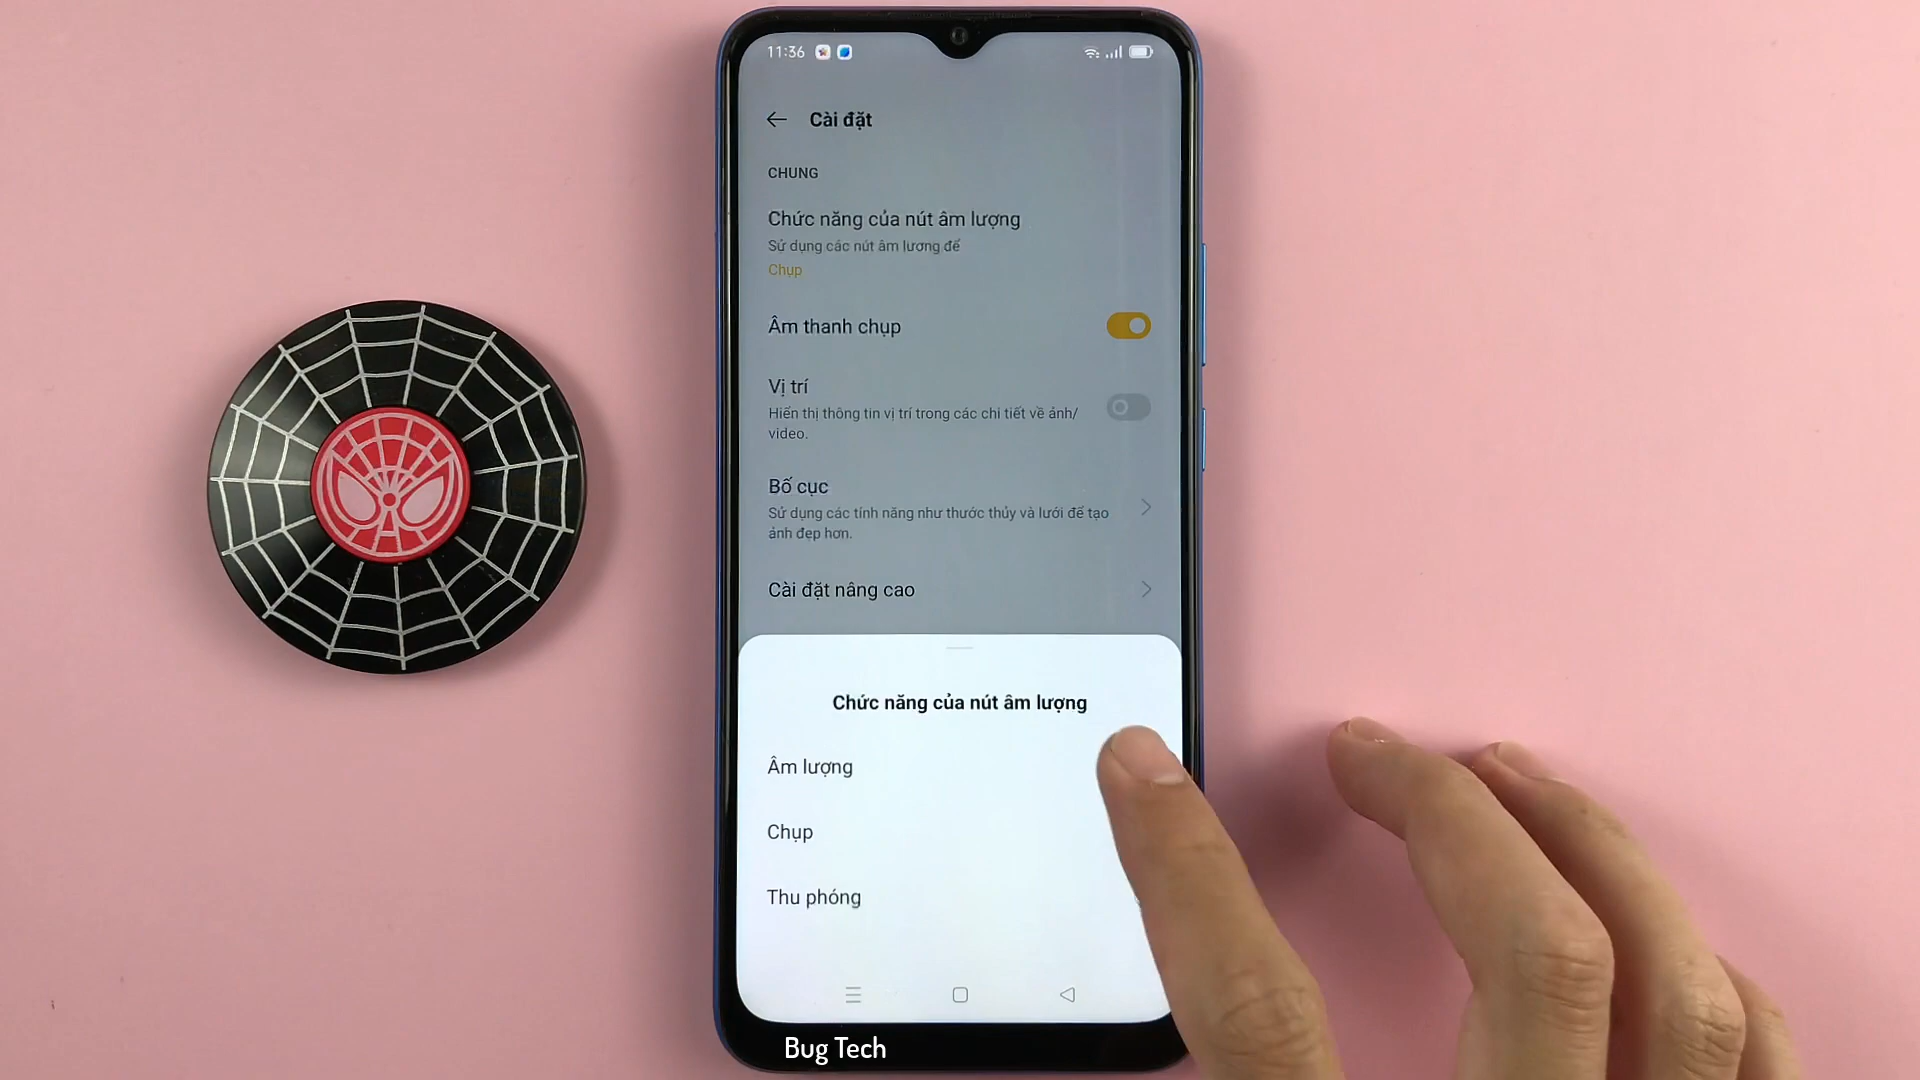 11:36
Cài đặt
CHUNG
Chức năng của nút âm lượng
Sử dụng các nút âm lương để
Chụp
Âm thanh chụp
Vị trí
Hiển thị thông tin vị trí trong các chi tiết về ảnh/
video.
Bố cục
Sử dụng các tính năng như thước thủy và lưới để tạo
ảnh đẹp hơn.
Cài đặt nâng cao
Chức năng của nút âm lượng
Âm lượng
Chụp
Thu phóng
Bug Tech